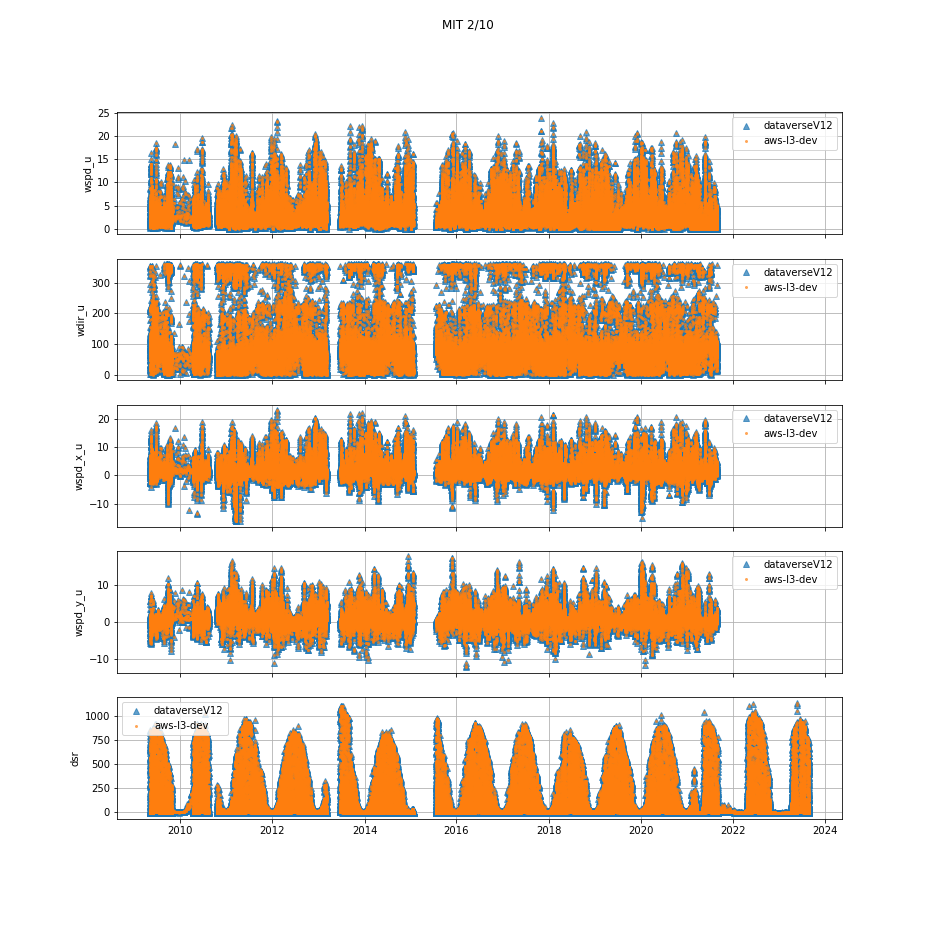 MIT 2/10
25
20
15
10
5
0
wspd_u
dataverseV12
aws-l3-dev
300
200
100
0
wdir_u
dataverseV12
aws-l3-dev
20
10
0
−10
wspd_x_u
dataverseV12
aws-l3-dev
10
0
−10
wspd_y_u
dataverseV12
aws-l3-dev
1000
750
500
250
0
dsr
dataverseV12
aws-l3-dev
2010 2012 2014 2016 2018 2020 2022 2024